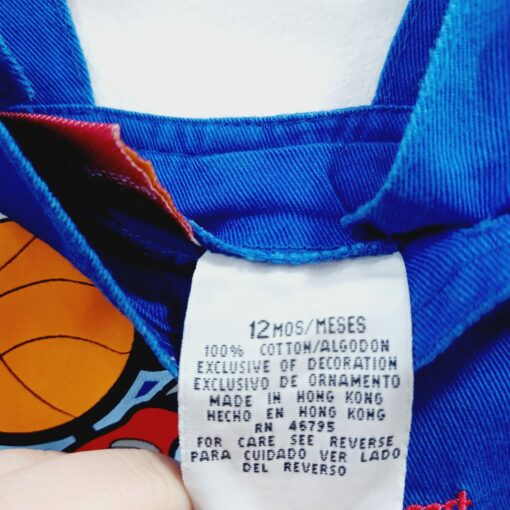 12 MOS/MESES
100% COTTON/ALGODON
EXCLUSIVE OF DECORATION
EXCLUSIVO DE ORNAMENTO
MADE IN HONG KONG
HECHO EN HONG KONG
RN 46795
FOR CARE SEE REVERSE
PARA CUIDADO VER LADO
DEL REVERSO